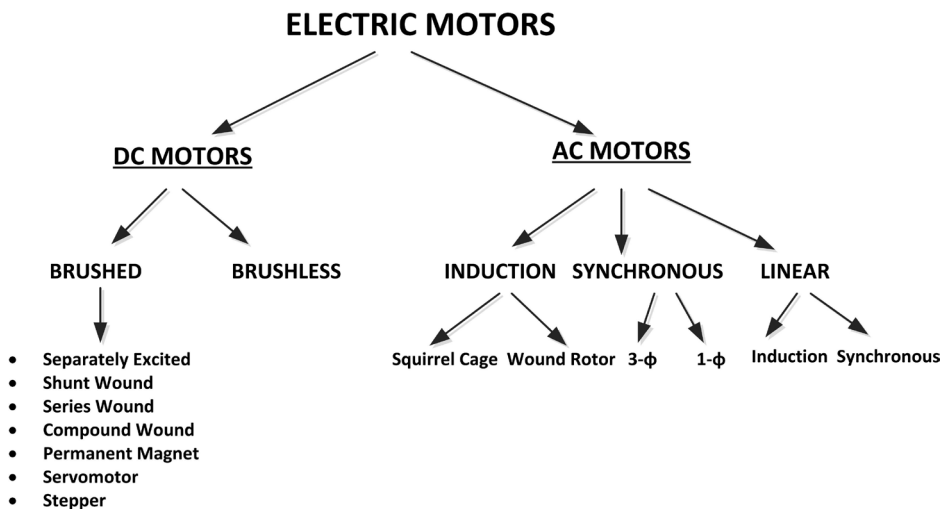 ELECTRIC MOTORS
DC MOTORS
AC MOTORS
BRUSHED
BRUSHLESS
INDUCTION
SYNCHRONOUS
LINEAR
• Separately Excited
• Shunt Wound
• Series Wound
• Compound Wound
• Permanent Magnet
• Servomotor
• Stepper
Squirrel Cage
Wound Rotor
3-ф
1-ф
Induction
Synchronous